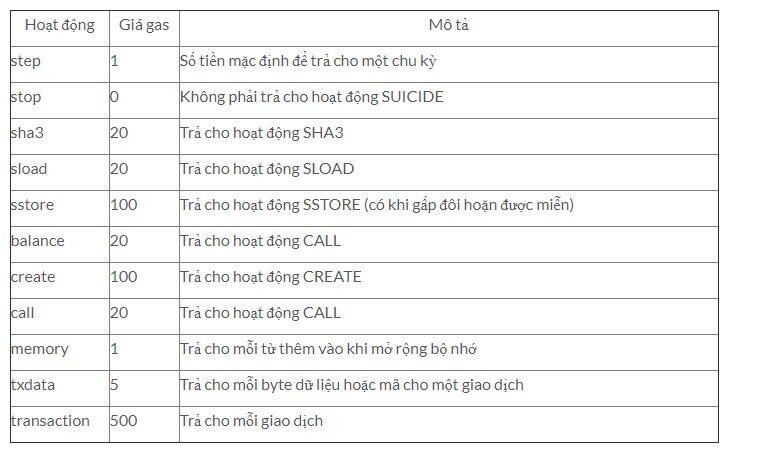 Hoạt động Giá gas Mô tả
step 1 Số tiền mặc định để trả cho một chu kỳ
stop 0 Không phải trả cho hoạt động SUICIDE
sha3 20 Trả cho hoạt động SHA3
sload 20 Trả cho hoạt động SLOAD
sstore 100 Trả cho hoạt động SSTORE (có khi gấp đôi hoặn được miễn)
balance 20 Trả cho hoạt động CALL
create 100 Trả cho hoạt động CREATE
call 20 Trả cho hoạt động CALL
memory 1 Trả cho mỗi từ thêm vào khi mở rộng bộ nhớ
txdata 5 Trả cho mỗi byte dữ liệu hoặc mã cho một giao dịch
transaction 500 Trả cho mỗi giao dịch